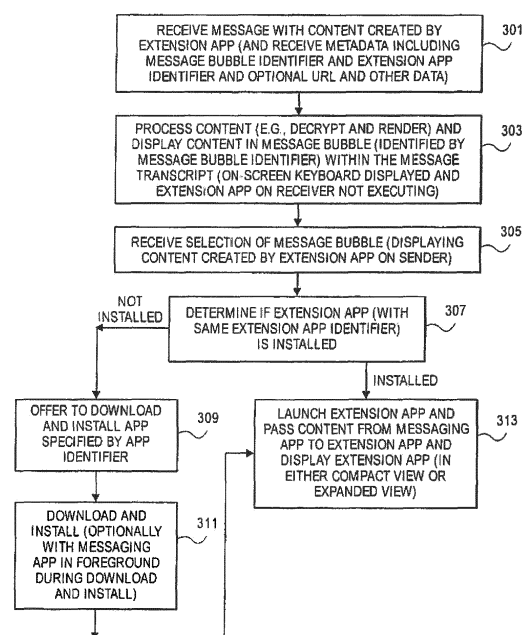 RECEIVE MESSAGE WITH CONTENT CREATED BY
EXTENSION APP (AND RECEIVE METADATA INCLUDING
MESSAGE BUBBLE IDENTIFIER AND EXTENSION APP
IDENTIFIER AND OPTIONAL URL AND OTHER DATA)
301
PROCESS CONTENT (E.G., DECRYPT AND RENDER) AND
DISPLAY CONTENT IN MESSAGE BUBBLE (IDENTIFIED BY
MESSAGE BUBBLE IDENTIFIER) WITHIN THE MESSAGE
TRANSCRIPT (ON-SCREEN KEYBOARD DISPLAYED AND
EXTENSION APP ON RECEIVER NOT EXECUTING)
303
RECEIVE SELECTION OF MESSAGE BUBBLE (DISPLAYING
CONTENT CREATED BY EXTENSION APP ON SENDER)
305
NOT
INSTALLED
DETERMINE IF EXTENSION APP (WITH
SAME EXTENSION APP IDENTIFIER)
IS INSTALLED
307
INSTALLED
OFFER TO DOWNLOAD
AND INSTALL APP
SPECIFIED BY APP
IDENTIFIER
309
LAUNCH EXTENSION APP AND
PASS CONTENT FROM MESSAGING
APP TO EXTENSION APP AND
DISPLAY EXTENSION APP (IN
EITHER COMPACT VIEW OR
EXPANDED VIEW)
313
DOWNLOAD AND
INSTALL (OPTIONALLY
WITH MESSAGING
APP IN FOREGROUND
DURING DOWNLOAD
AND INSTALL)
311